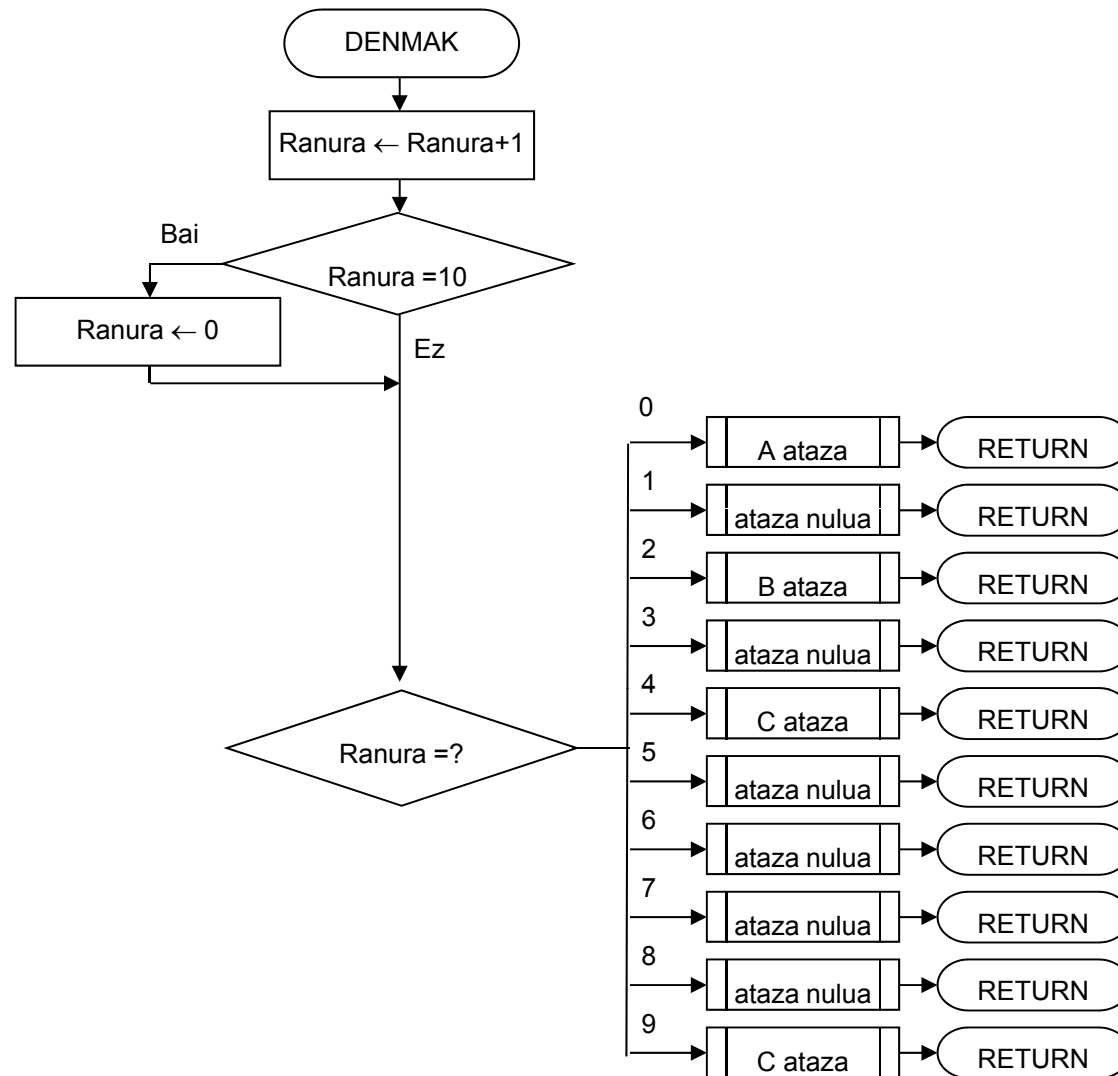 DENMAK
Ranura ← Ranura+1
Bai
Ranura =10
Ranura ← 0
Ez
0
A ataza
RETURN
1
ataza nulua
RETURN
2
B ataza
RETURN
3
ataza nulua
RETURN
4
C ataza
RETURN
Ranura =?
5
ataza nulua
RETURN
6
ataza nulua
RETURN
7
ataza nulua
RETURN
8
ataza nulua
RETURN
9
C ataza
RETURN